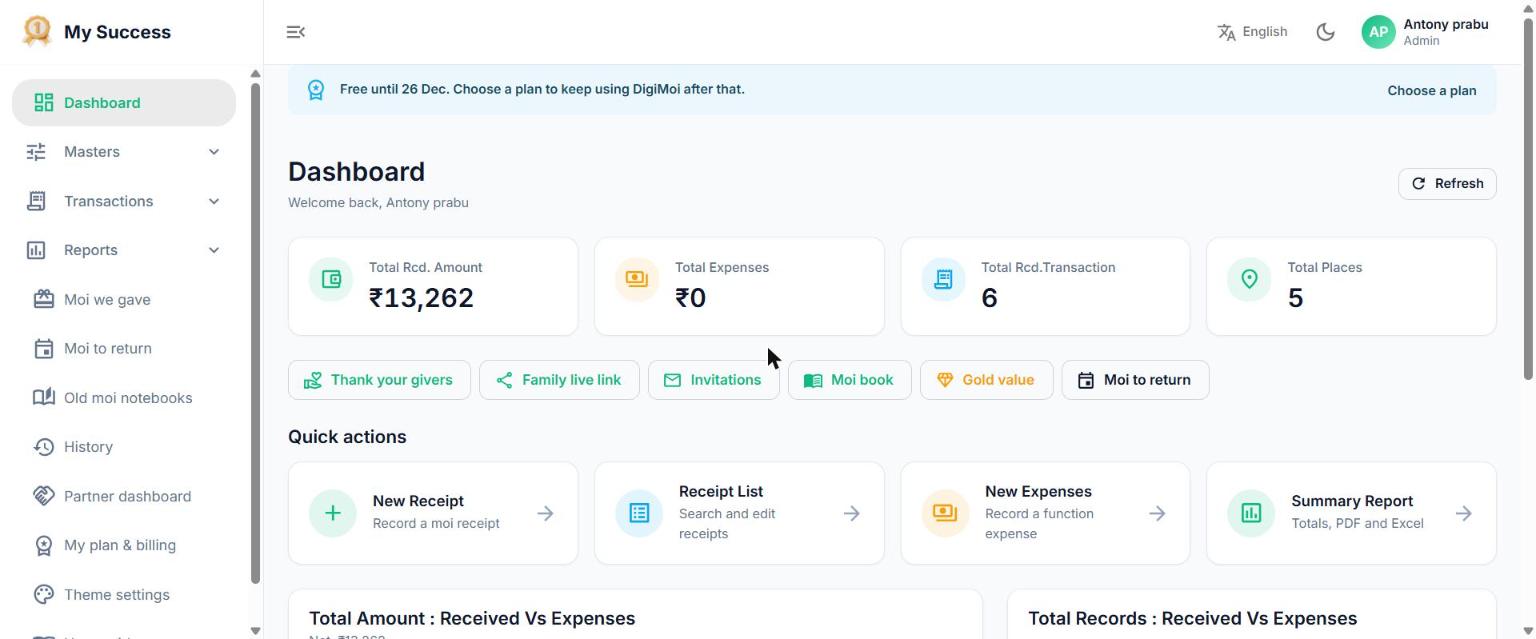 My Success
English
AP
Antony prabu
Admin
Dashboard
Masters
Transactions
Reports
Moi we gave
Moi to return
Old moi notebooks
History
Partner dashboard
My plan & billing
Theme settings
Free until 26 Dec. Choose a plan to keep using DigiMoi after that.
Choose a plan
Dashboard
Welcome back, Antony prabu
Refresh
Total Rcd. Amount
₹13,262
Total Expenses
₹0
Total Rcd.Transaction
6
Total Places
5
Thank your givers
Family live link
Invitations
Moi book
Gold value
Moi to return
Quick actions
New Receipt
Record a moi receipt
Receipt List
Search and edit
receipts
New Expenses
Record a function
expense
Summary Report
Totals, PDF and Excel
Total Amount : Received Vs Expenses
Total Records : Received Vs Expenses